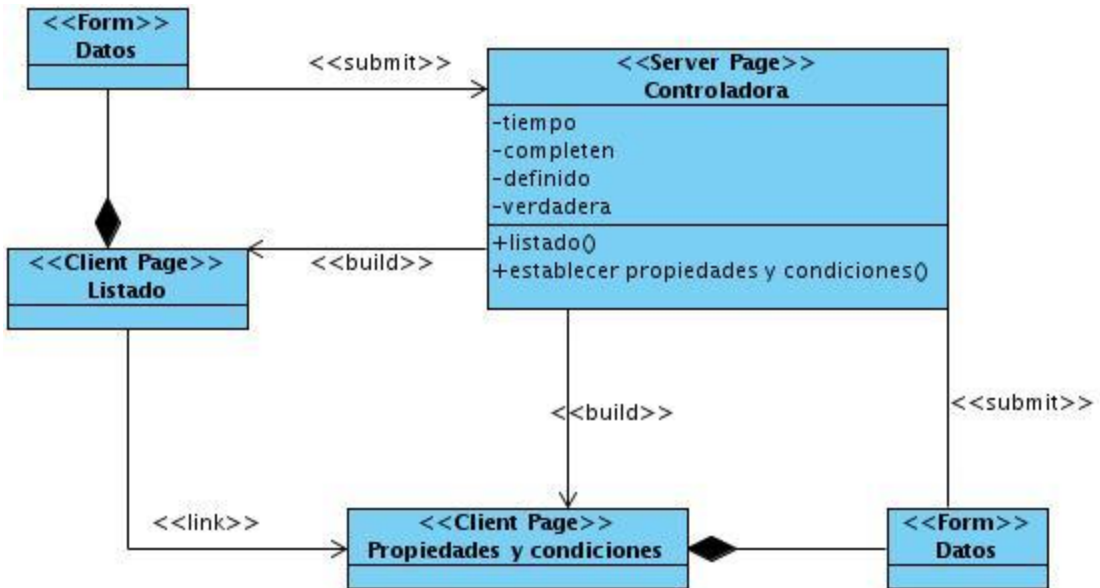 <<Form>>
Datos
<<submit>>
<<Server Page>>
Controladora
-tiempo
-completen
-definido
-verdadera
+listado()
+establecer propiedades y condiciones()
<<build>>
<<Client Page>>
Listado
<<build>>
<<submit>>
<<link>>
<<Client Page>>
Propiedades y condiciones
<<Form>>
Datos